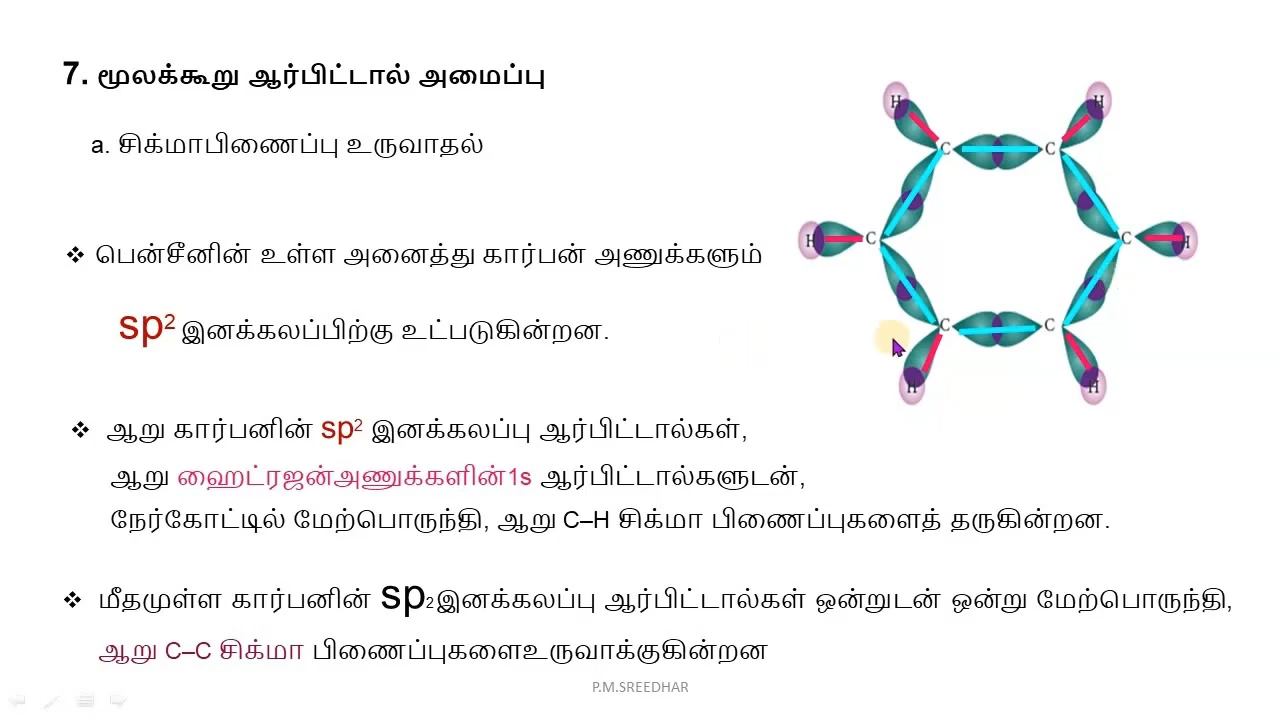 7. மூலக்கூறு ஆர்பிட்டால் அமைப்பு
a. சிக்மாபிணைப்பு உருவாதல்
❖ பென்சீனின் உள்ள அனைத்து கார்பன் அணுக்களும்
sp² இனக்கலப்பிற்கு உட்படுகின்றன.
❖ ஆறு கார்பனின் sp² இனக்கலப்பு ஆர்பிட்டால்கள்,
ஆறு ஹைட்ரஜன்அணுக்களின்1s ஆர்பிட்டால்களுடன்,
நேர்கோட்டில் மேற்பொருந்தி, ஆறு C–H சிக்மா பிணைப்புகளைத் தருகின்றன.
❖ மீதமுள்ள கார்பனின் sp₂இனக்கலப்பு ஆர்பிட்டால்கள் ஒன்றுடன் ஒன்று மேற்பொருந்தி,
ஆறு C–C சிக்மா பிணைப்புகளைஉருவாக்குகின்றன
P.M.SREEDHAR
H H
C C
H C C H
C C
H H